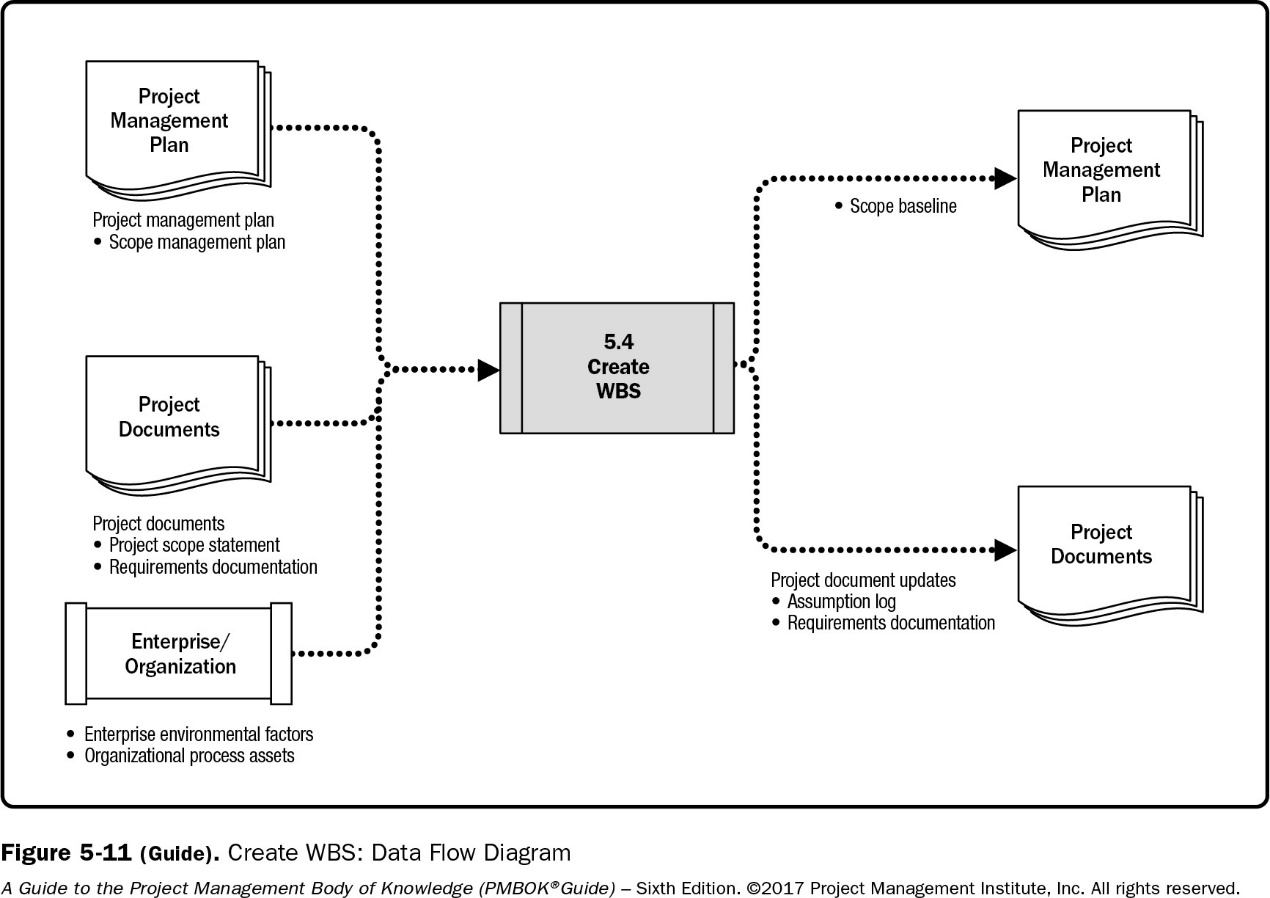 Project
Management
Plan
Project management plan
• Scope management plan
Project
Documents
Project documents
• Project scope statement
• Requirements documentation
Enterprise/
Organization
• Enterprise environmental factors
• Organizational process assets
5.4
Create
WBS
• Scope baseline
Project
Management
Plan
Project document updates
• Assumption log
• Requirements documentation
Project
Documents
Figure 5-11 (Guide). Create WBS: Data Flow Diagram
A Guide to the Project Management Body of Knowledge (PMBOK® Guide) – Sixth Edition. ©2017 Project Management Institute, Inc. All rights reserved.